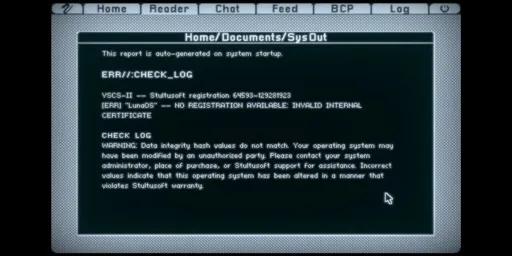 Home Reader Chat Feed BCP Log
Home/Documents/SysOut
This report is auto-generated on system startup.
ERR//:CHECK_LOG
VSCS-II -- Stultusoft registration 64593-129281923
[ERR] "LunaOS" -- NO REGISTRATION AVAILABLE: INVALID INTERNAL
CERTIFICATE
CHECK LOG
WARNING: Data integrity hash values do not match. Your operating system may
have been modified by an unauthorized party. Please contact your system
administrator, place of purchase, or Stultusoft for assistance. Incorrect
values indicate that this operating system has been altered in a manner that
violates Stultusoft warranty.